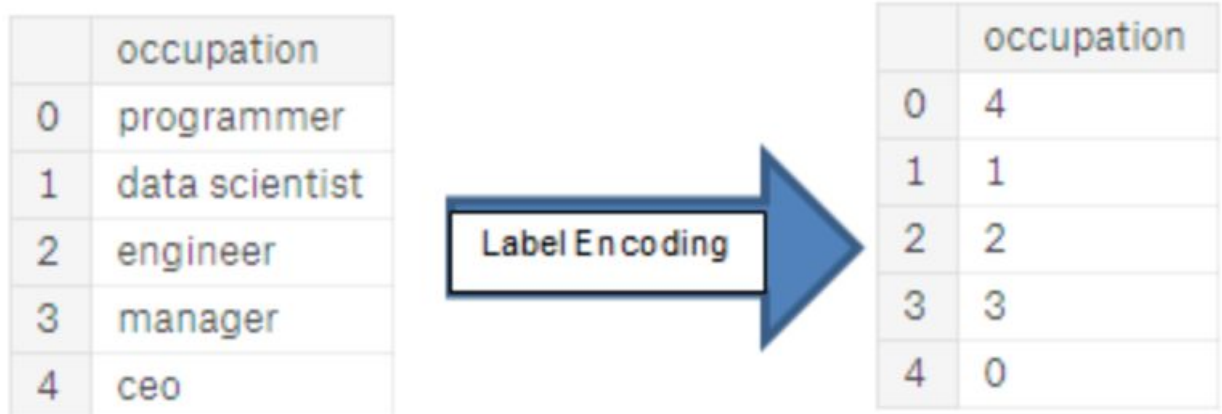 occupation
0 programmer
1 data scientist
2 engineer
3 manager
4 ceo
Label Encoding
occupation
0 4
1 1
2 2
3 3
4 0